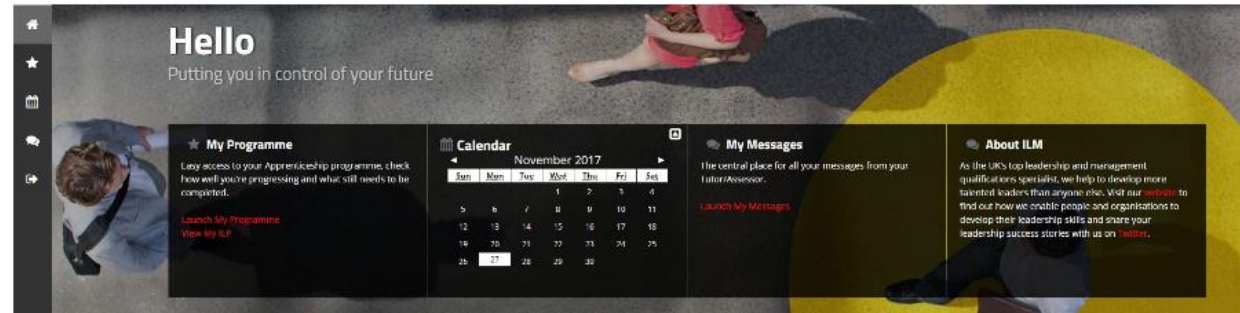 Hello
Putting you in control of your future
My Programme
Easy access to your Apprenticeship programme, check
how well you're progressing and what still needs to be
completed.
Launch My Programme
View My ILP
Calendar
November 2017
Sun Mon Tue Wed Thu Fri Sat
1 2 3 4
5 6 7 8 9 10 11
12 13 14 15 16 17 18
19 20 21 22 23 24 25
26 27 28 29 30
My Messages
The central place for all your messages from your
Tutor/Assessor.
Launch My Messages
About ILM
As the UK's top leadership and management
qualifications specialist, we help to develop more
talented leaders than anyone else. Visit our website to
find out how we enable people and organisations to
develop their leadership skills and share your
leadership success stories with us on Twitter.